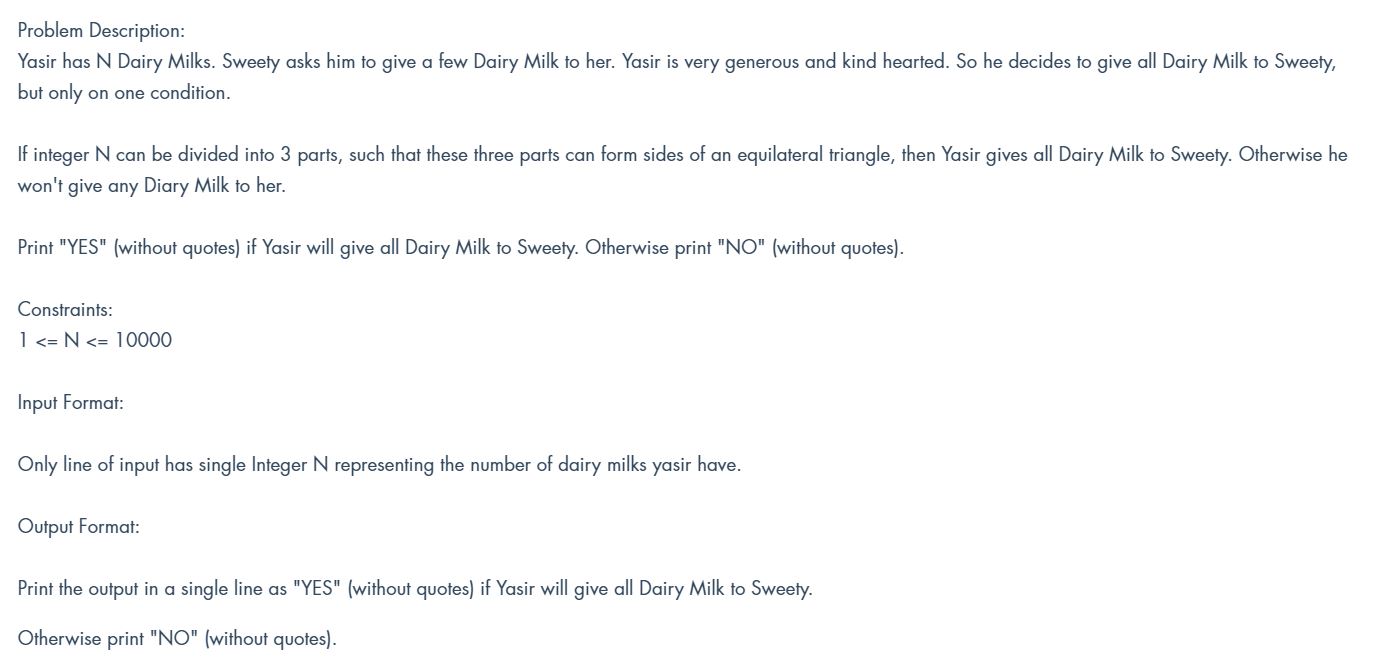 Problem Description:
Yasir has N Dairy Milks. Sweety asks him to give a few Dairy Milk to her. Yasir is very generous and kind hearted. So he decides to give all Dairy Milk to Sweety,
but only on one condition.
If integer N can be divided into 3 parts, such that these three parts can form sides of an equilateral triangle, then Yasir gives all Dairy Milk to Sweety. Otherwise he
won't give any Diary Milk to her.
Print "YES" (without quotes) if Yasir will give all Dairy Milk to Sweety. Otherwise print "NO" (without quotes).
Constraints:
1 <= N <= 10000
Input Format:
Only line of input has single Integer N representing the number of dairy milks yasir have.
Output Format:
Print the output in a single line as "YES" (without quotes) if Yasir will give all Dairy Milk to Sweety.
Otherwise print "NO" (without quotes).